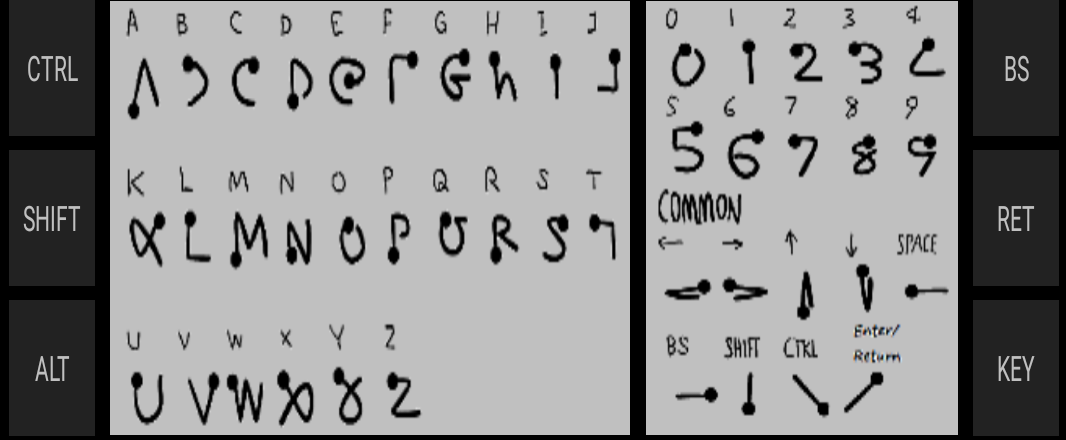 CTRL
SHIFT
ALT
A B C D E F G H I J
K L M N O P Q R S T
U V W X Y Z
0 1 2 3 4
5 6 7 8 9
COMMON
← → ↑ ↓ SPACE
BS SHIFT CTRL Enter/
Return
BS
RET
KEY